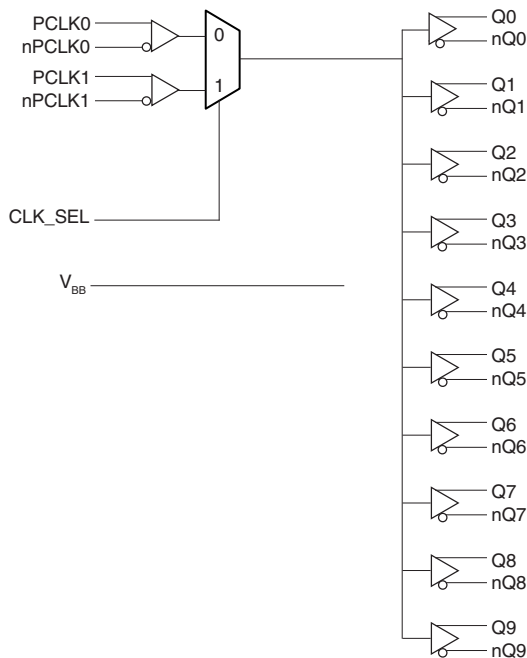 PCLK0
nPCLK0
0
PCLK1
nPCLK1
1
CLK_SEL
VBB
Q0
nQ0
Q1
nQ1
Q2
nQ2
Q3
nQ3
Q4
nQ4
Q5
nQ5
Q6
nQ6
Q7
nQ7
Q8
nQ8
Q9
nQ9